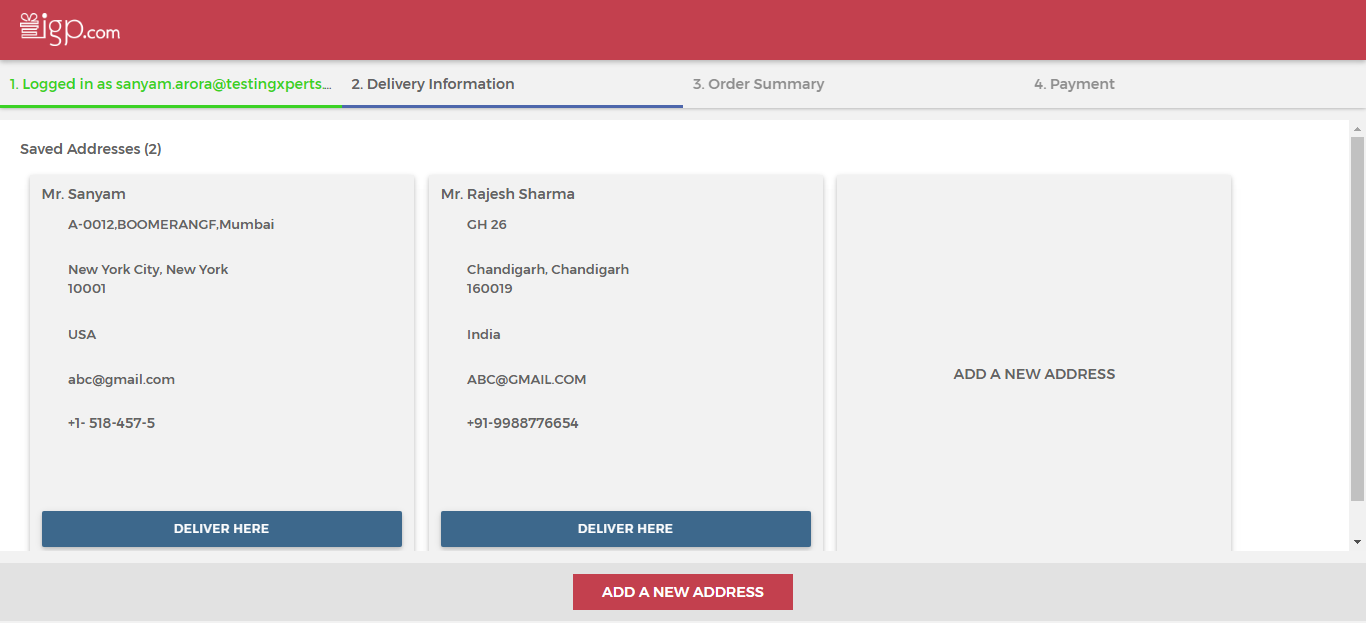 igp.com
1. Logged in as sanyam.arora@testingxperts...
2. Delivery Information
3. Order Summary
4. Payment
Saved Addresses (2)
Mr. Sanyam
A-0012,BOOMERANGF,Mumbai
New York City, New York
10001
USA
abc@gmail.com
+1- 518-457-5
DELIVER HERE
Mr. Rajesh Sharma
GH 26
Chandigarh, Chandigarh
160019
India
ABC@GMAIL.COM
+91-9988776654
DELIVER HERE
ADD A NEW ADDRESS
ADD A NEW ADDRESS